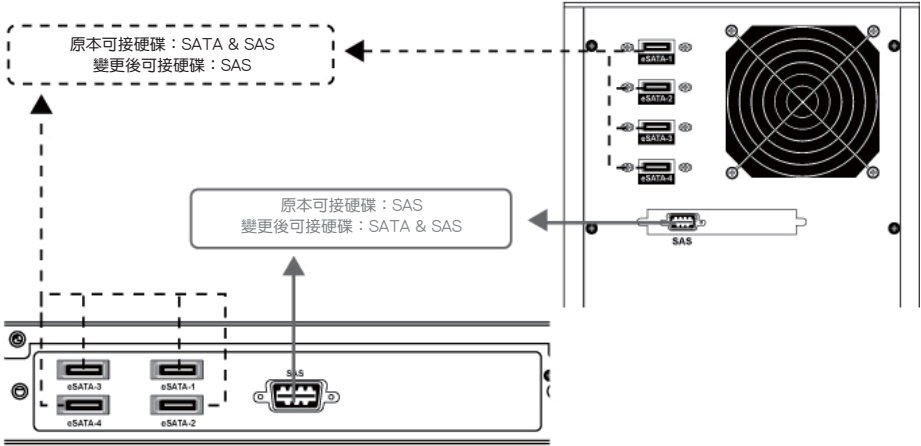 原本可接硬碟：SATA & SAS
變更後可接硬碟：SAS
eSATA-1
eSATA-2
eSATA-3
eSATA-4
SAS
原本可接硬碟：SAS
變更後可接硬碟：SATA & SAS
SAS
eSATA-3
eSATA-1
eSATA-4
eSATA-2